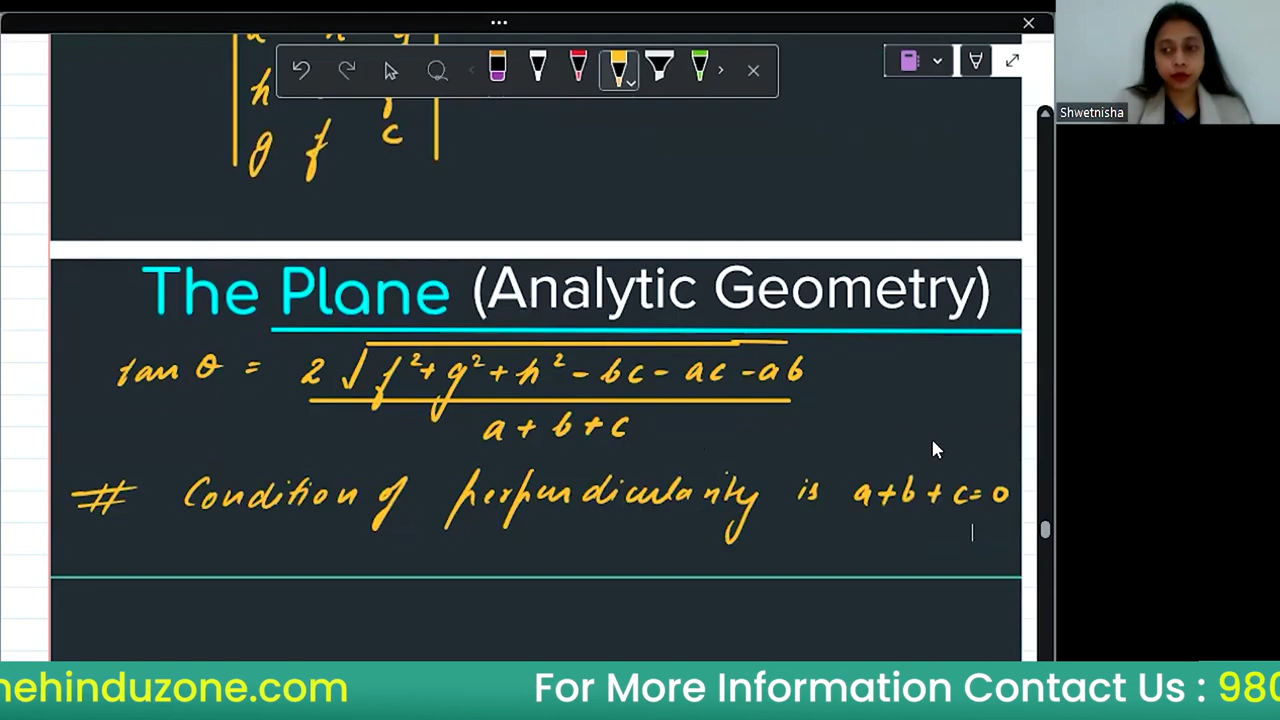 h
g f c
Shwetnisha
The Plane (Analytic Geometry)
tan θ = 2 √f² + g² + h² - bc - ac - ab
a + b + c
# Condition of perpendicularity is a + b + c = 0
nehinduzone.com For More Information Contact Us : 980